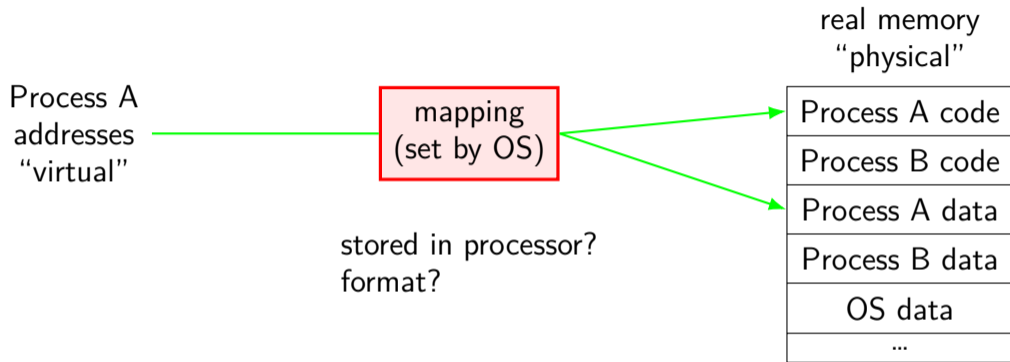 Process A
addresses
“virtual”
mapping
(set by OS)
stored in processor?
format?
real memory
“physical”
Process A code
Process B code
Process A data
Process B data
OS data
...